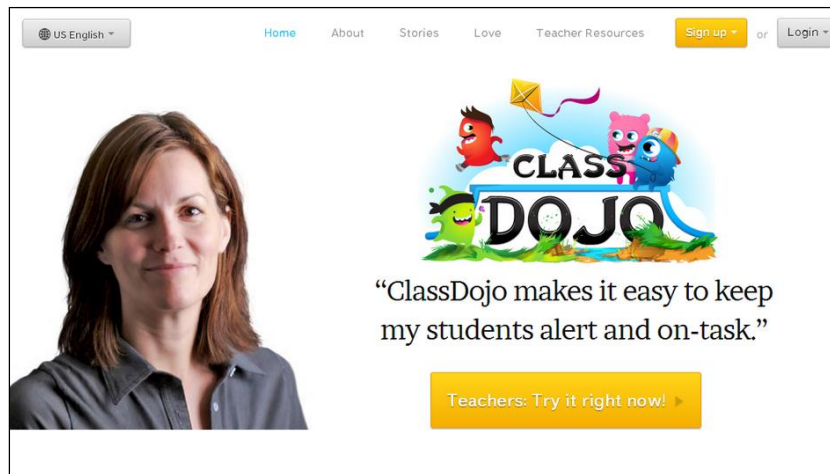 US English
Home About Stories Love Teacher Resources Sign up or Login
CLASS
DOJO
“ClassDojo makes it easy to keep
my students alert and on-task.”
Teachers: Try it right now!